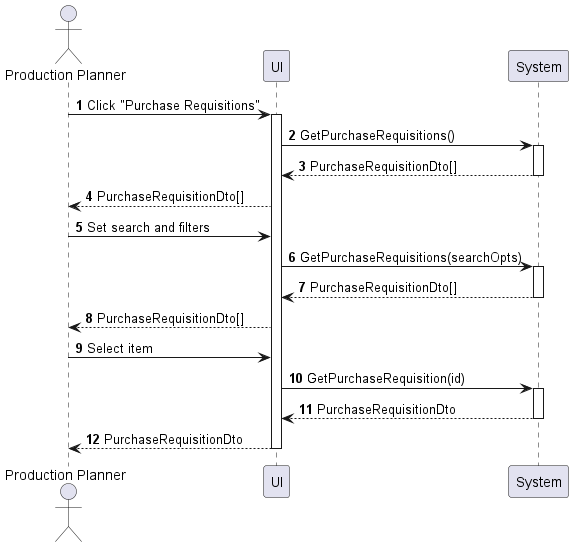 Production Planner
UI
System
1 Click "Purchase Requisitions"
2 GetPurchaseRequisitions()
3 PurchaseRequisitionDto[]
4 PurchaseRequisitionDto[]
5 Set search and filters
6 GetPurchaseRequisitions(searchOpts)
7 PurchaseRequisitionDto[]
8 PurchaseRequisitionDto[]
9 Select item
10 GetPurchaseRequisition(id)
11 PurchaseRequisitionDto
12 PurchaseRequisitionDto
Production Planner
UI
System